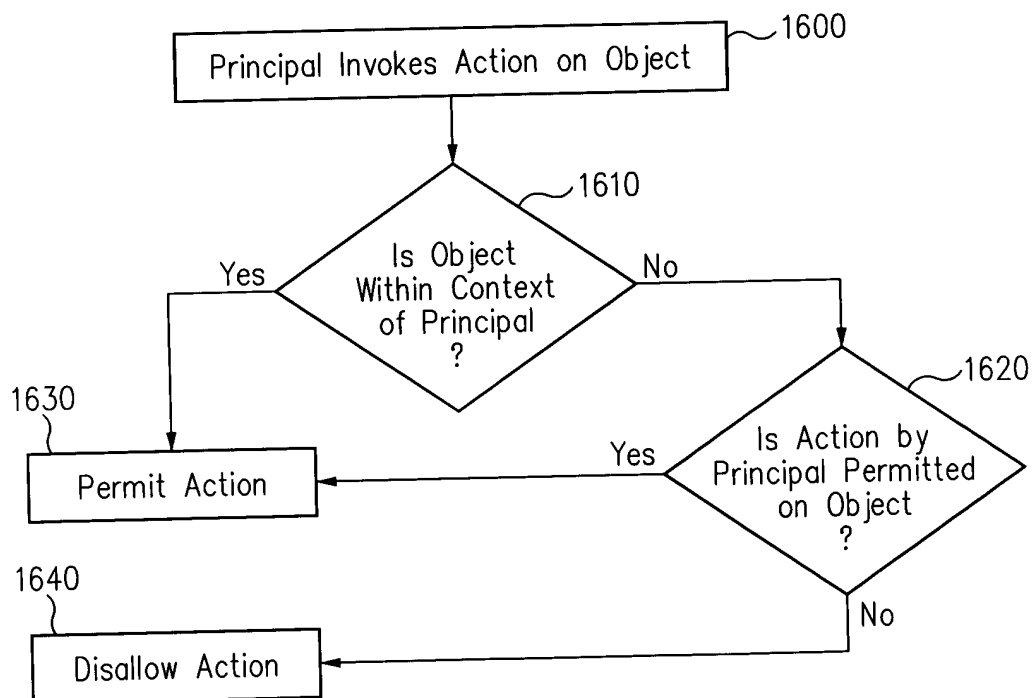 1600
Principal Invokes Action on Object
1610
Is Object
Within Context
of Principal
?
Yes
No
1620
Is Action by
Principal Permitted
on Object
?
Yes
No
1630
Permit Action
1640
Disallow Action